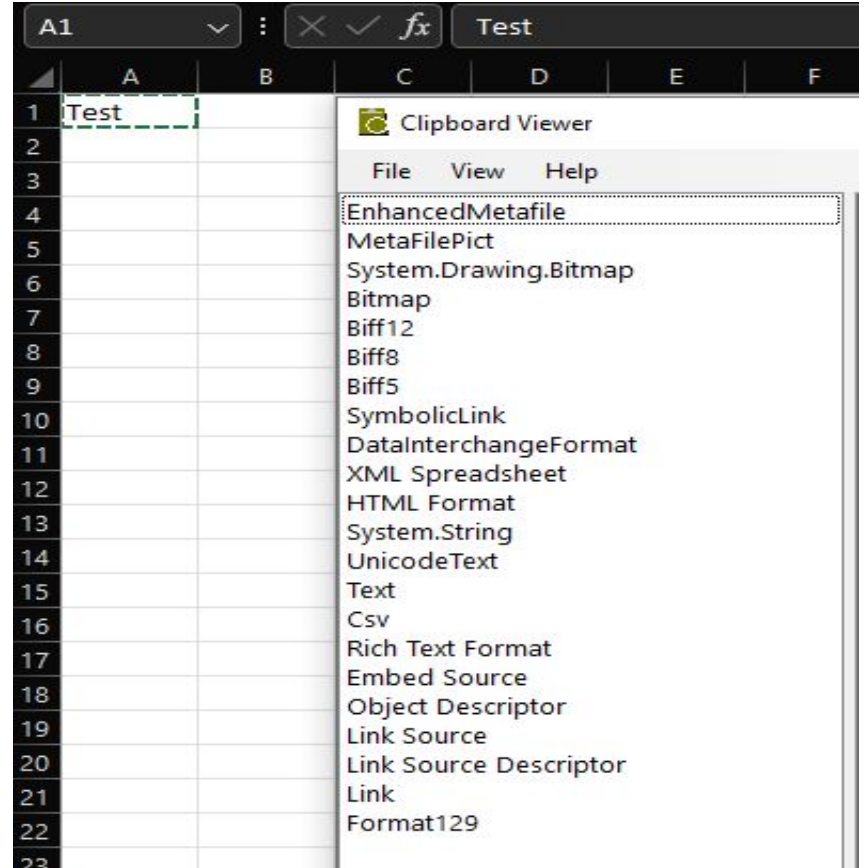 A1 fx Test
A B C D E F
1 Test
Clipboard Viewer
2
File View Help
3
4 EnhancedMetafile
5 MetaFilePict
6 System.Drawing.Bitmap
Bitmap
7 Biff12
8 Biff8
9 Biff5
10 SymbolicLink
11 DataInterchangeFormat
12 XML Spreadsheet
HTML Format
13 System.String
14 UnicodeText
15 Text
16 Csv
17 Rich Text Format
18 Embed Source
Object Descriptor
19 Link Source
20 Link Source Descriptor
21 Link
22 Format129
23